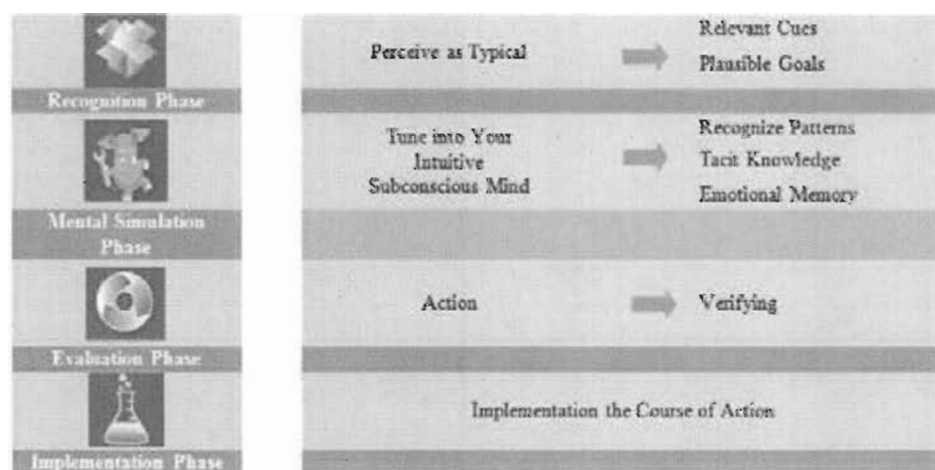 Perceive as Typical
Relevant Cues
Plausible Goals
Recognition Phase
Tune into Your
Intuitive
Subconscious Mind
Recognize Patterns
Tacit Knowledge
Emotional Memory
Mental Simulation
Phase
Action
Verifying
Evaluation Phase
Implementation the Course of Action
Implementation Phase